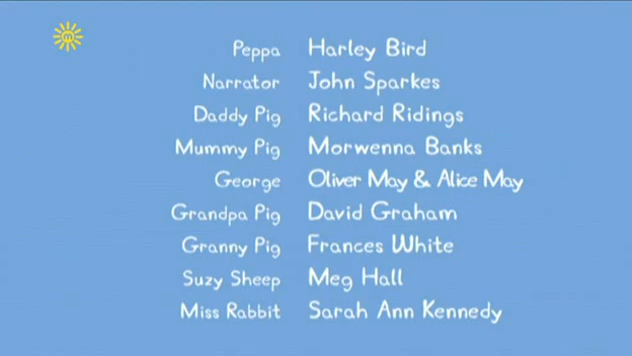 Peppa Harley Bird
Narrator John Sparkes
Daddy Pig Richard Ridings
Mummy Pig Morwenna Banks
George Oliver May & Alice May
Grandpa Pig David Graham
Granny Pig Frances White
Suzy Sheep Meg Hall
Miss Rabbit Sarah Ann Kennedy